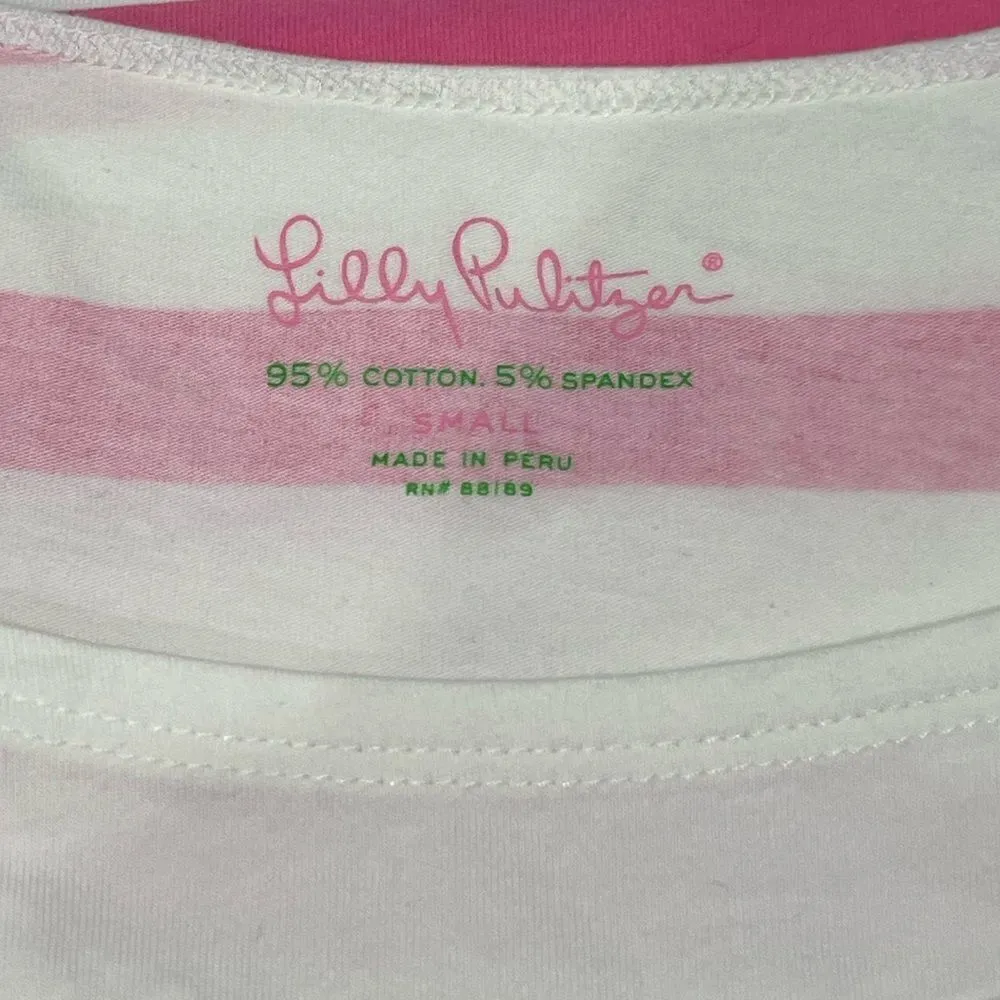 Lilly Pulitzer®
95% COTTON. 5% SPANDEX
SMALL
MADE IN PERU
RN# 88189